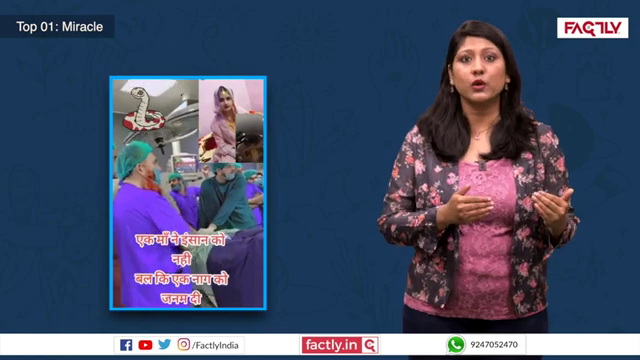 Top 01: Miracle
FACTLY
एक माँ ने इंसान को
नही
बल कि एक नाग को
जनम दी
/FactlyIndia
factly.in
9247052470